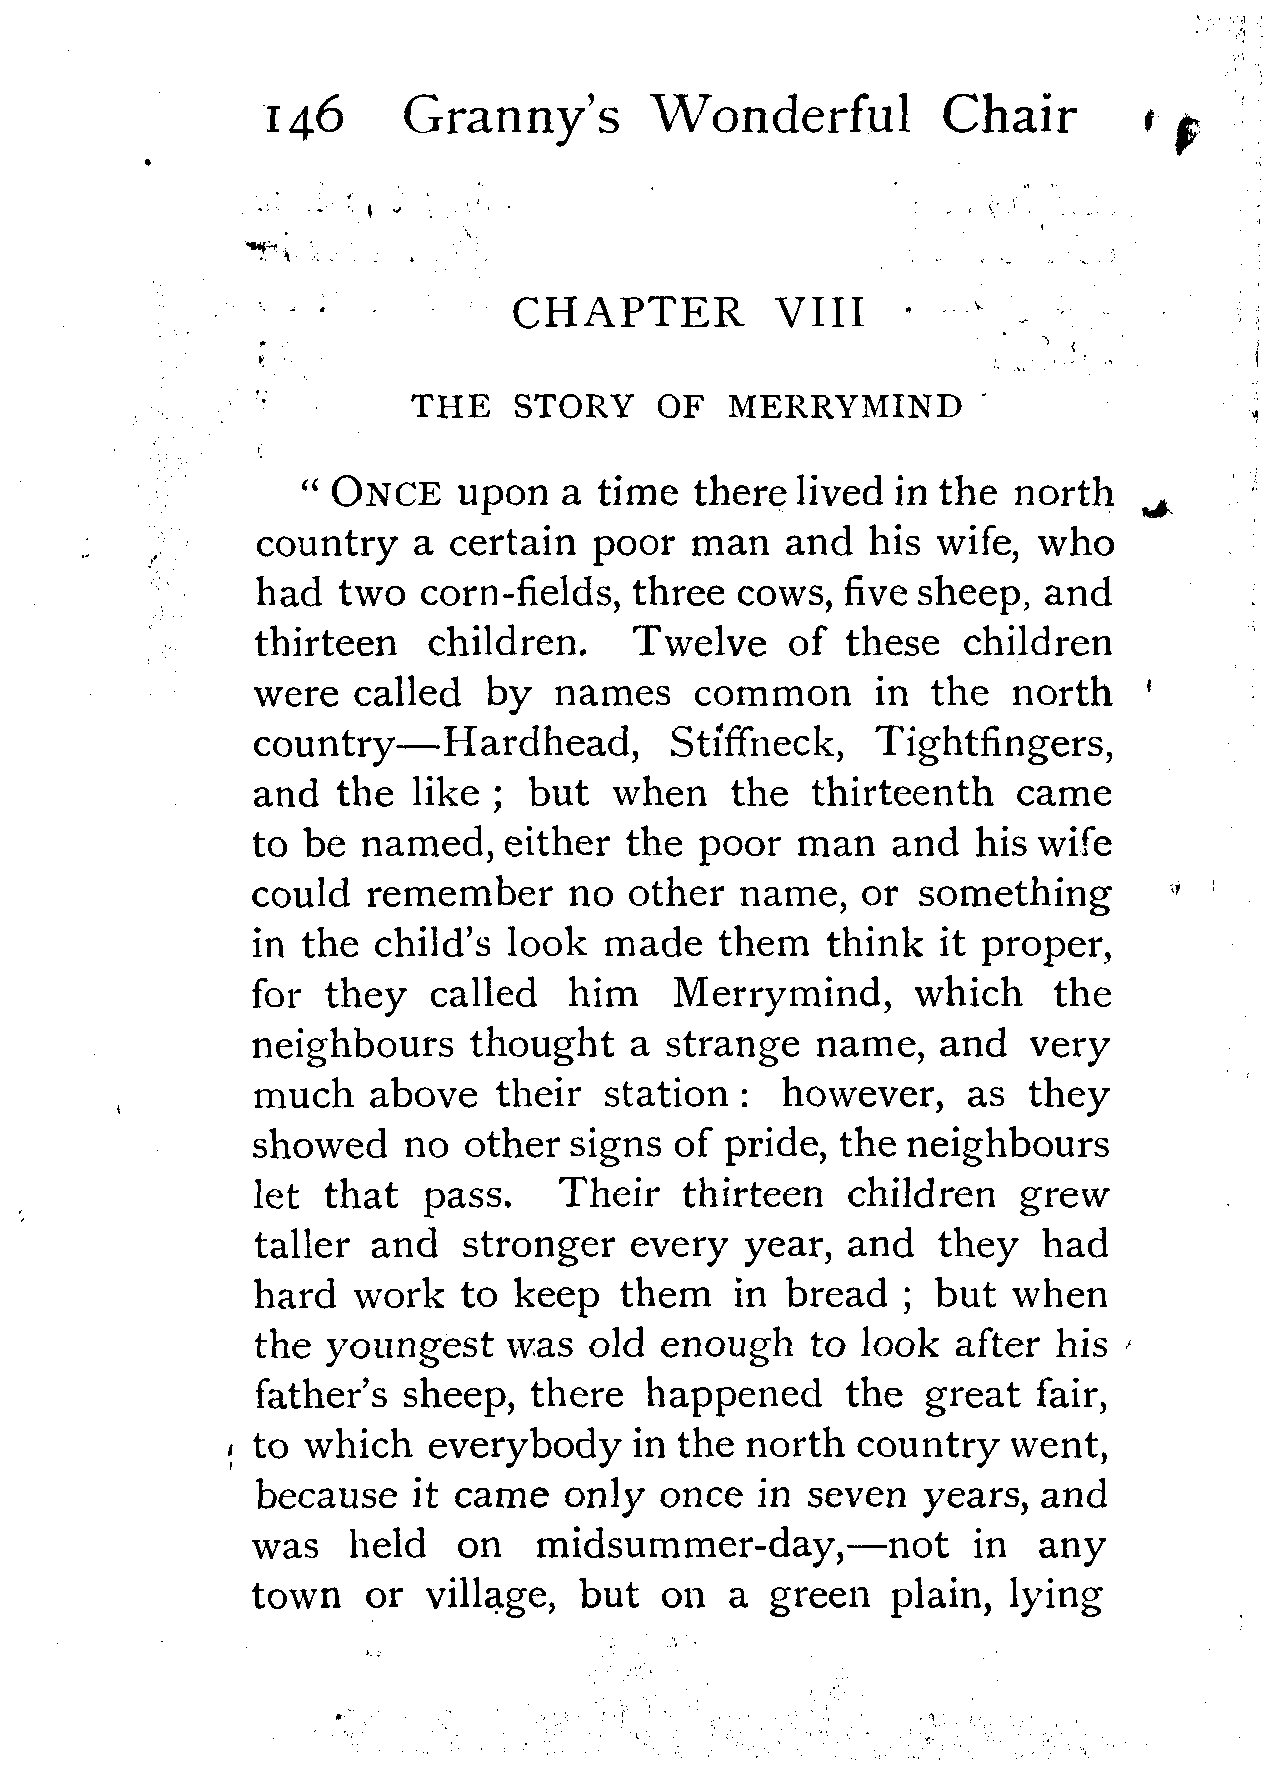 146 Granny's Wonderful Chair
CHAPTER VIII
THE STORY OF MERRYMIND
" ONCE upon a time there lived in the north
country a certain poor man and his wife, who
had two corn-fields, three cows, five sheep, and
thirteen children. Twelve of these children
were called by names common in the north
country—Hardhead, Stiffneck, Tightfingers,
and the like ; but when the thirteenth came
to be named, either the poor man and his wife
could remember no other name, or something
in the child's look made them think it proper,
for they called him Merrymind, which the
neighbours thought a strange name, and very
much above their station : however, as they
showed no other signs of pride, the neighbours
let that pass. Their thirteen children grew
taller and stronger every year, and they had
hard work to keep them in bread ; but when
the youngest was old enough to look after his
father's sheep, there happened the great fair,
to which everybody in the north country went,
because it came only once in seven years, and
was held on midsummer-day,—not in any
town or village, but on a green plain, lying